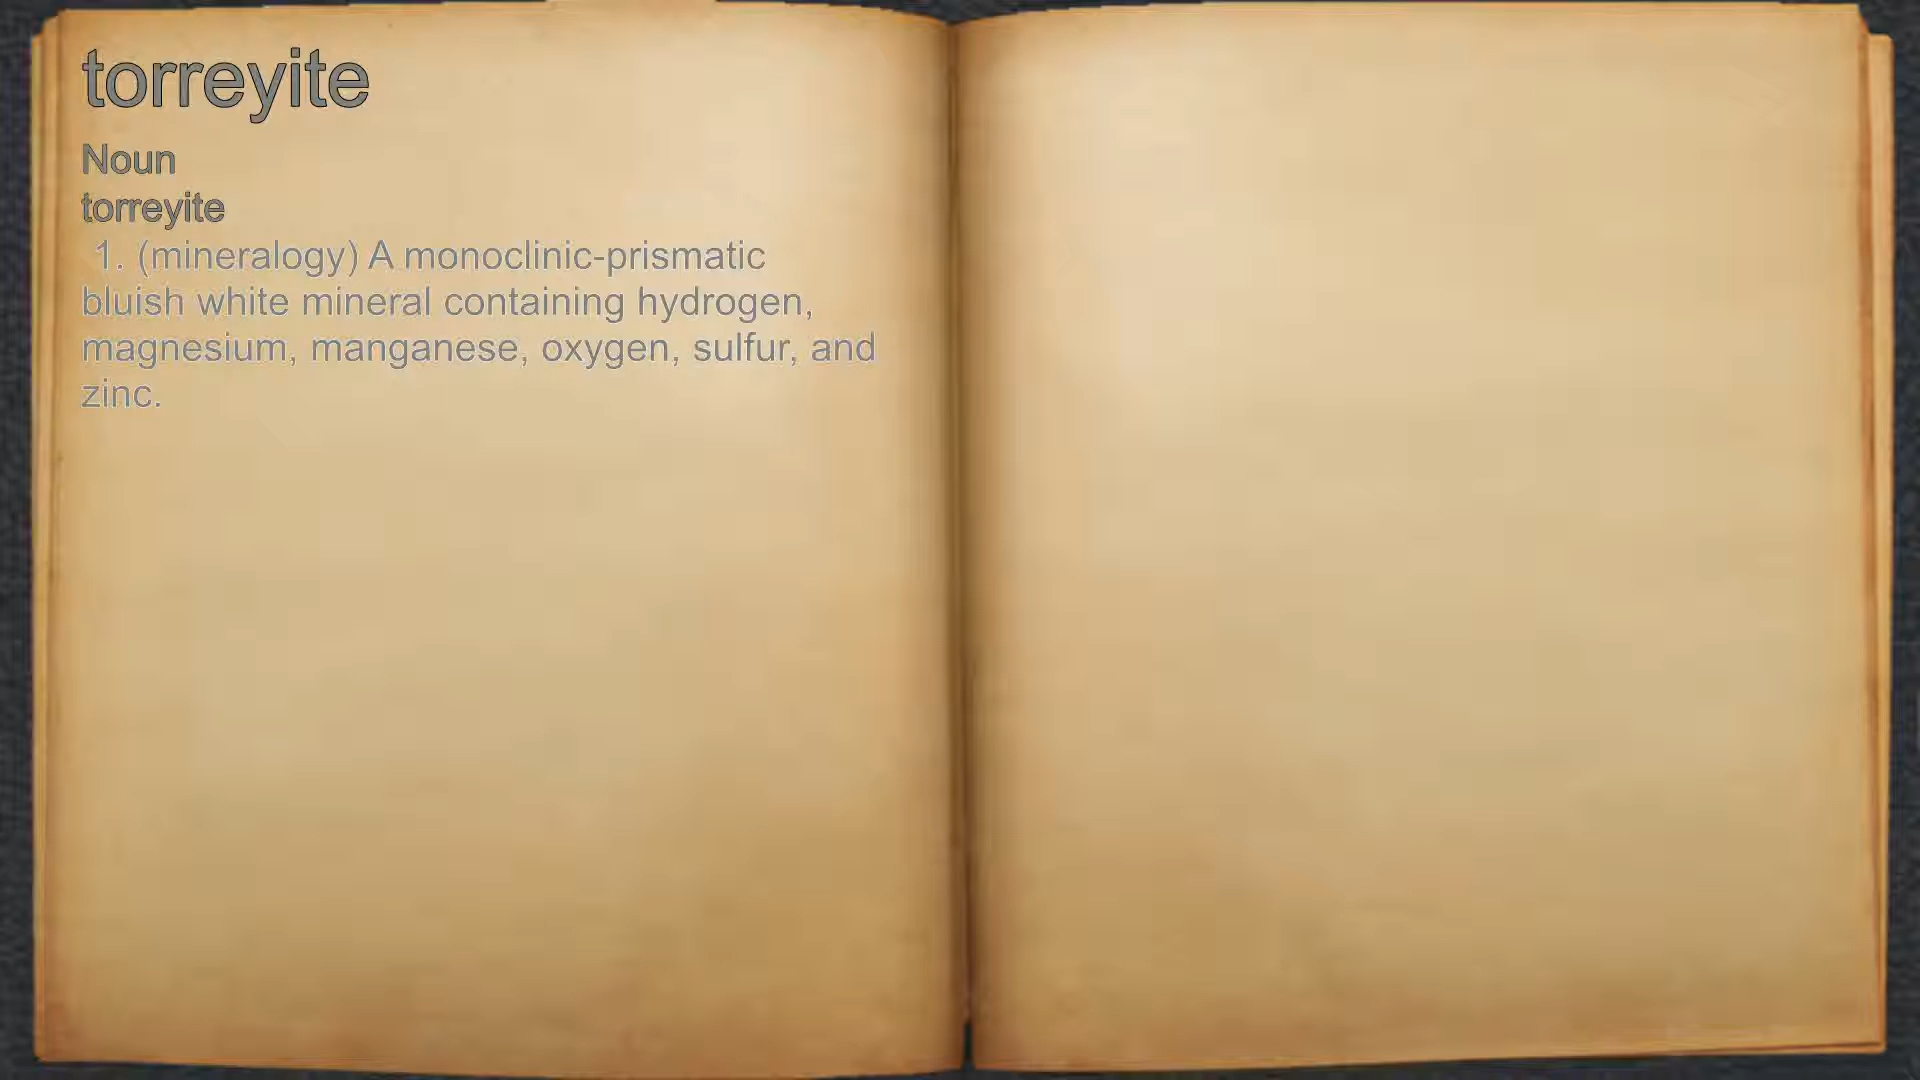 torreyite
Noun
torreyite
1. (mineralogy) A monoclinic-prismatic
bluish white mineral containing hydrogen,
magnesium, manganese, oxygen, sulfur, and
zinc.